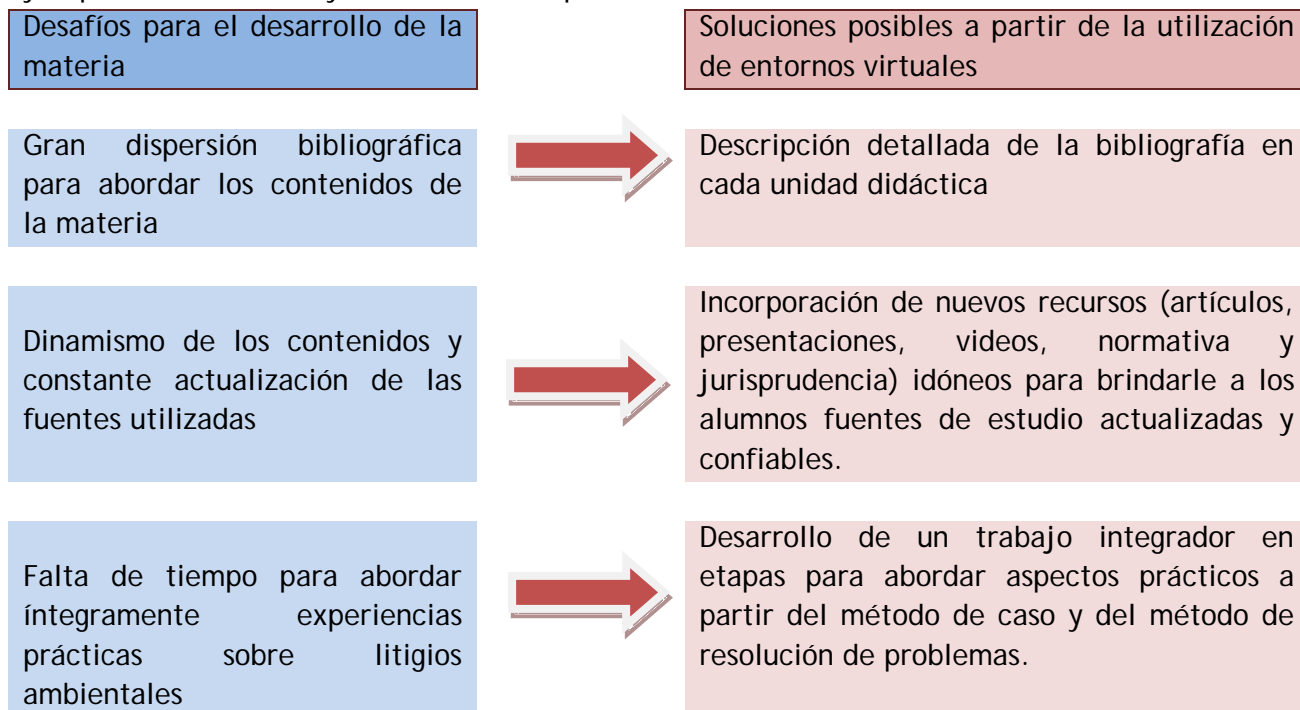 Desafíos para el desarrollo de la
materia
Soluciones posibles a partir de la utilización
de entornos virtuales
Gran dispersión bibliográfica
para abordar los contenidos de
la materia
Descripción detallada de la bibliografía en
cada unidad didáctica
Dinamismo de los contenidos y
constante actualización de las
fuentes utilizadas
Incorporación de nuevos recursos (artículos,
presentaciones, videos, normativa y
jurisprudencia) idóneos para brindarle a los
alumnos fuentes de estudio actualizadas y
confiables.
Falta de tiempo para abordar
íntegramente experiencias
prácticas sobre litigios
ambientales
Desarrollo de un trabajo integrador en
etapas para abordar aspectos prácticos a
partir del método de caso y del método de
resolución de problemas.